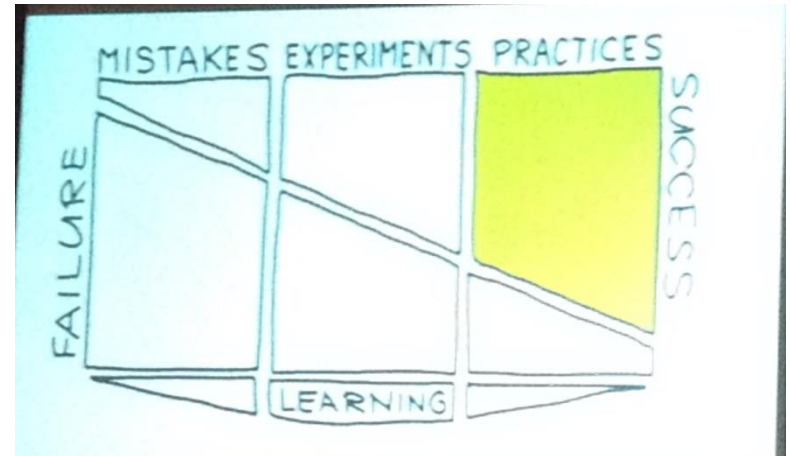 MISTAKES EXPERIMENTS PRACTICES
FAILURE
SUCCESS
LEARNING